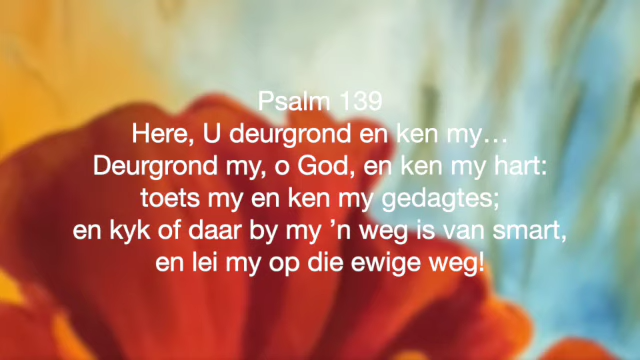 Psalm 139
Here, U deurgrond en ken my…
Deurgrond my, o God, en ken my hart:
toets my en ken my gedagtes;
en kyk of daar by my ’n weg is van smart,
en lei my op die ewige weg!